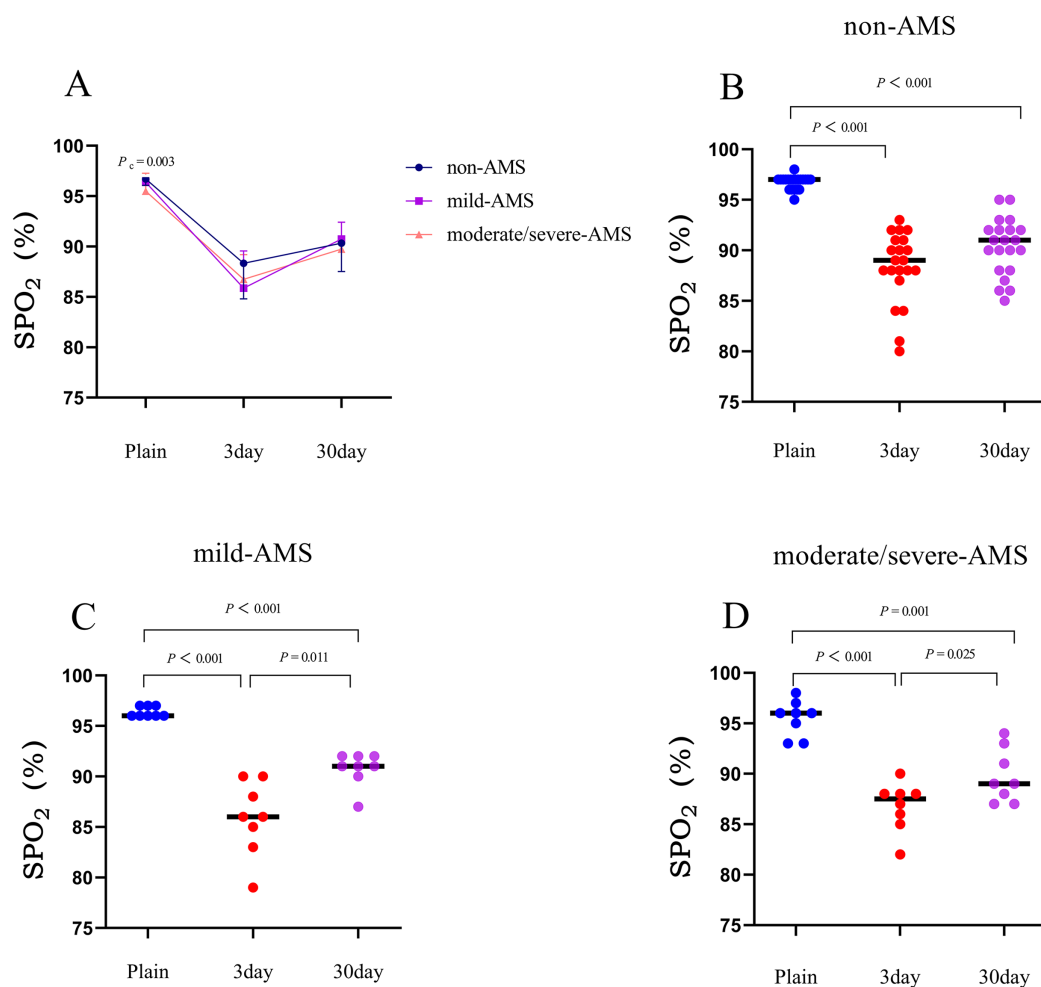 A
SPO2 (%)
100
95
90
85
80
75
Pc = 0.003
Plain
3day
30day
non-AMS
mild-AMS
moderate/severe-AMS
non-AMS
B
P < 0.001
P < 0.001
SPO2 (%)
100
95
90
85
80
75
Plain
3day
30day
mild-AMS
C
P < 0.001
P < 0.001
P = 0.011
SPO2 (%)
100
95
90
85
80
75
Plain
3day
30day
moderate/severe-AMS
D
P = 0.001
P < 0.001
P = 0.025
SPO2 (%)
100
95
90
85
80
75
Plain
3day
30day